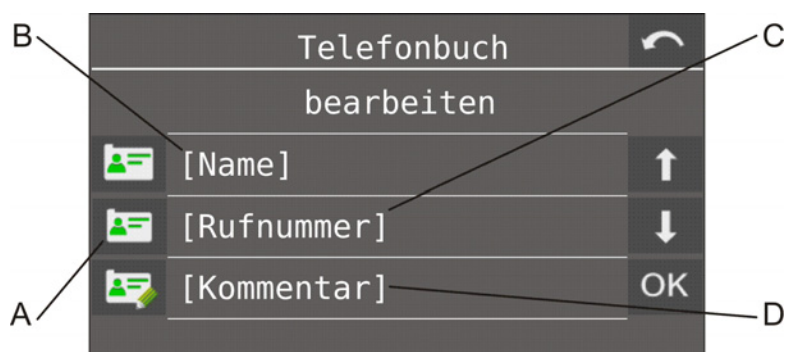 B
Telefonbuch
C
bearbeiten
[Name]
[Rufnummer]
[Kommentar]
OK
A
D